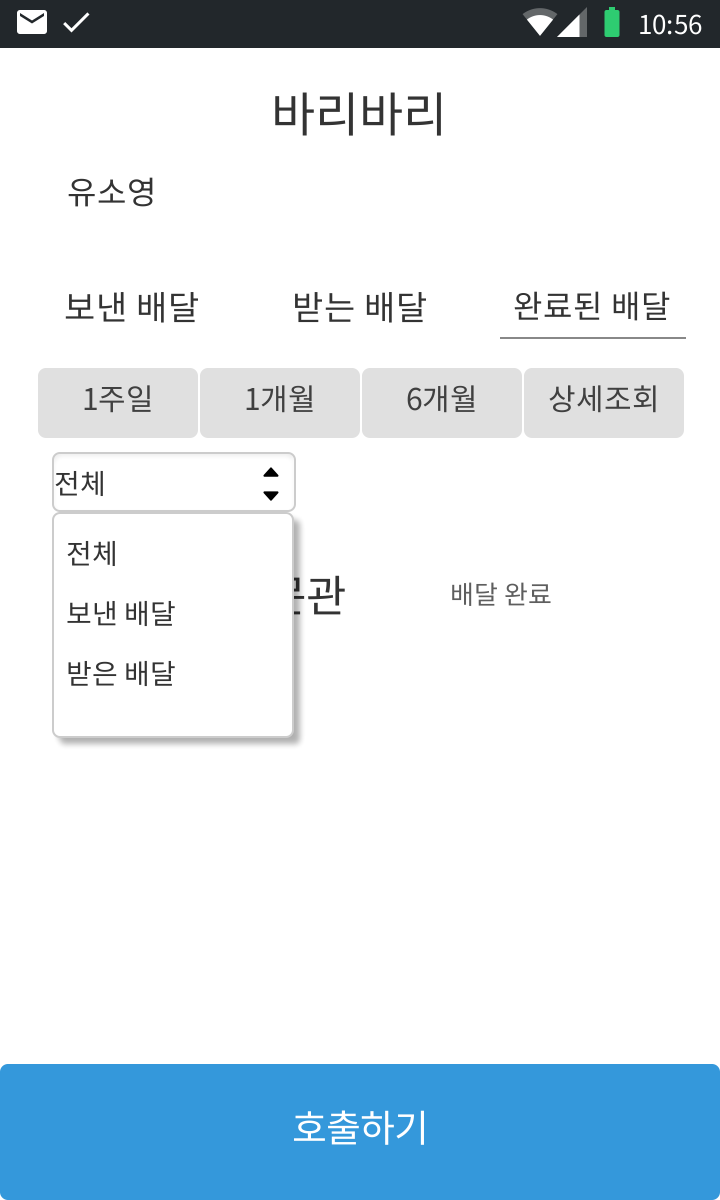 10:56
바리바리
유소영
보낸 배달 받는 배달 완료된 배달
1주일 1개월 6개월 상세조회
전체
전체
배달 완료
보낸 배달
받은 배달
호출하기